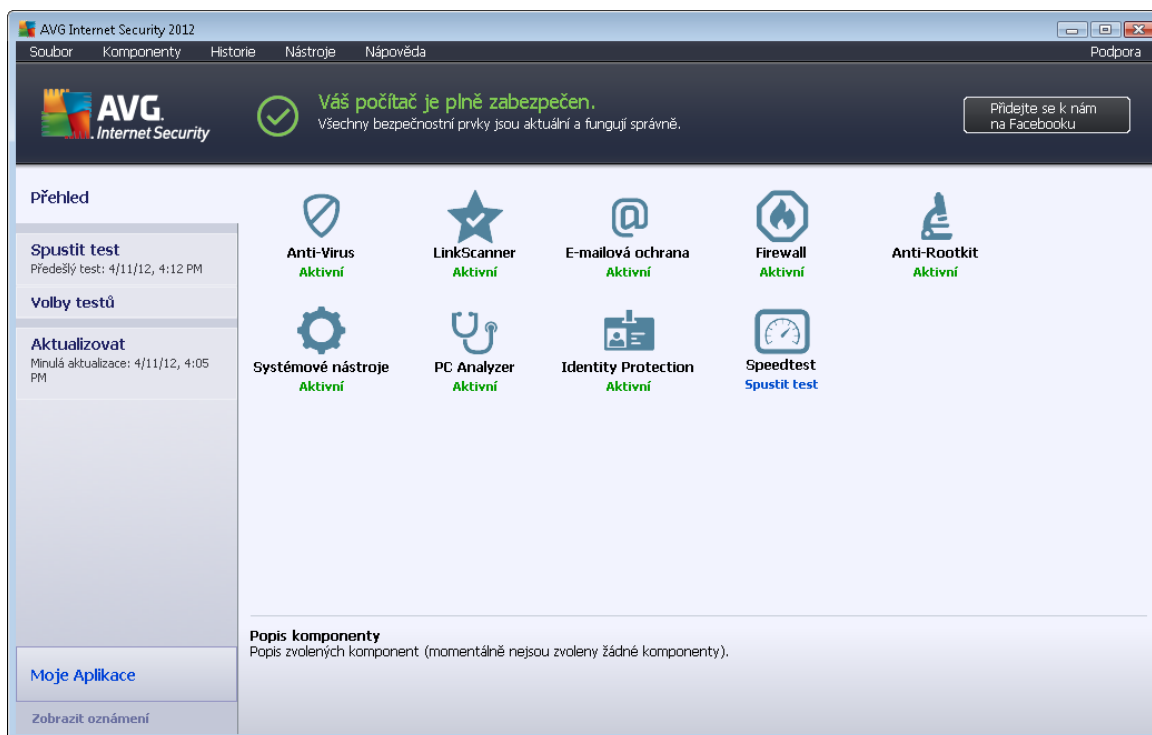 AVG Internet Security 2012
Soubor Komponenty Historie Nástroje Nápověda Podpora
AVG.
Internet Security
Váš počítač je plně zabezpečen.
Všechny bezpečnostní prvky jsou aktuální a fungují správně.
Přidejte se k nám
na Facebooku
Přehled
Spustit test
Předešlý test: 4/11/12, 4:12 PM
Volby testů
Aktualizovat
Minulá aktualizace: 4/11/12, 4:05
PM
Anti-Virus
Aktivní
LinkScanner
Aktivní
E-mailová ochrana
Aktivní
Firewall
Aktivní
Anti-Rootkit
Aktivní
Systémové nástroje
Aktivní
PC Analyzer
Aktivní
Identity Protection
Aktivní
Speedtest
Spustit test
Popis komponenty
Popis zvolených komponent (momentálně nejsou zvoleny žádné komponenty).
Moje Aplikace
Zobrazit oznámení